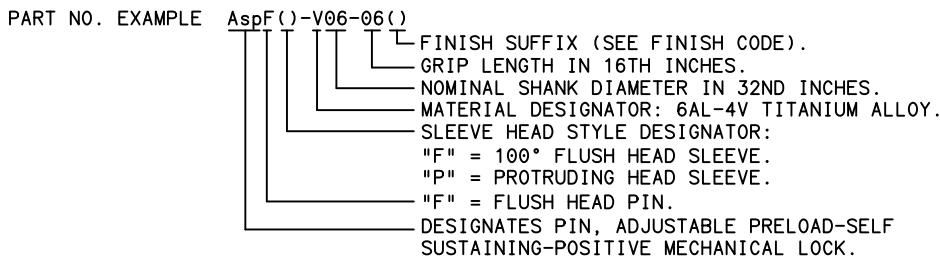 PART NO. EXAMPLE AspF()-V06-06()
FINISH SUFFIX (SEE FINISH CODE).
GRIP LENGTH IN 16TH INCHES.
NOMINAL SHANK DIAMETER IN 32ND INCHES.
MATERIAL DESIGNATOR: 6AL-4V TITANIUM ALLOY.
SLEEVE HEAD STYLE DESIGNATOR:
"F" = 100° FLUSH HEAD SLEEVE.
"P" = PROTRUDING HEAD SLEEVE.
"F" = FLUSH HEAD PIN.
DESIGNATES PIN, ADJUSTABLE PRELOAD-SELF
SUSTAINING-POSITIVE MECHANICAL LOCK.